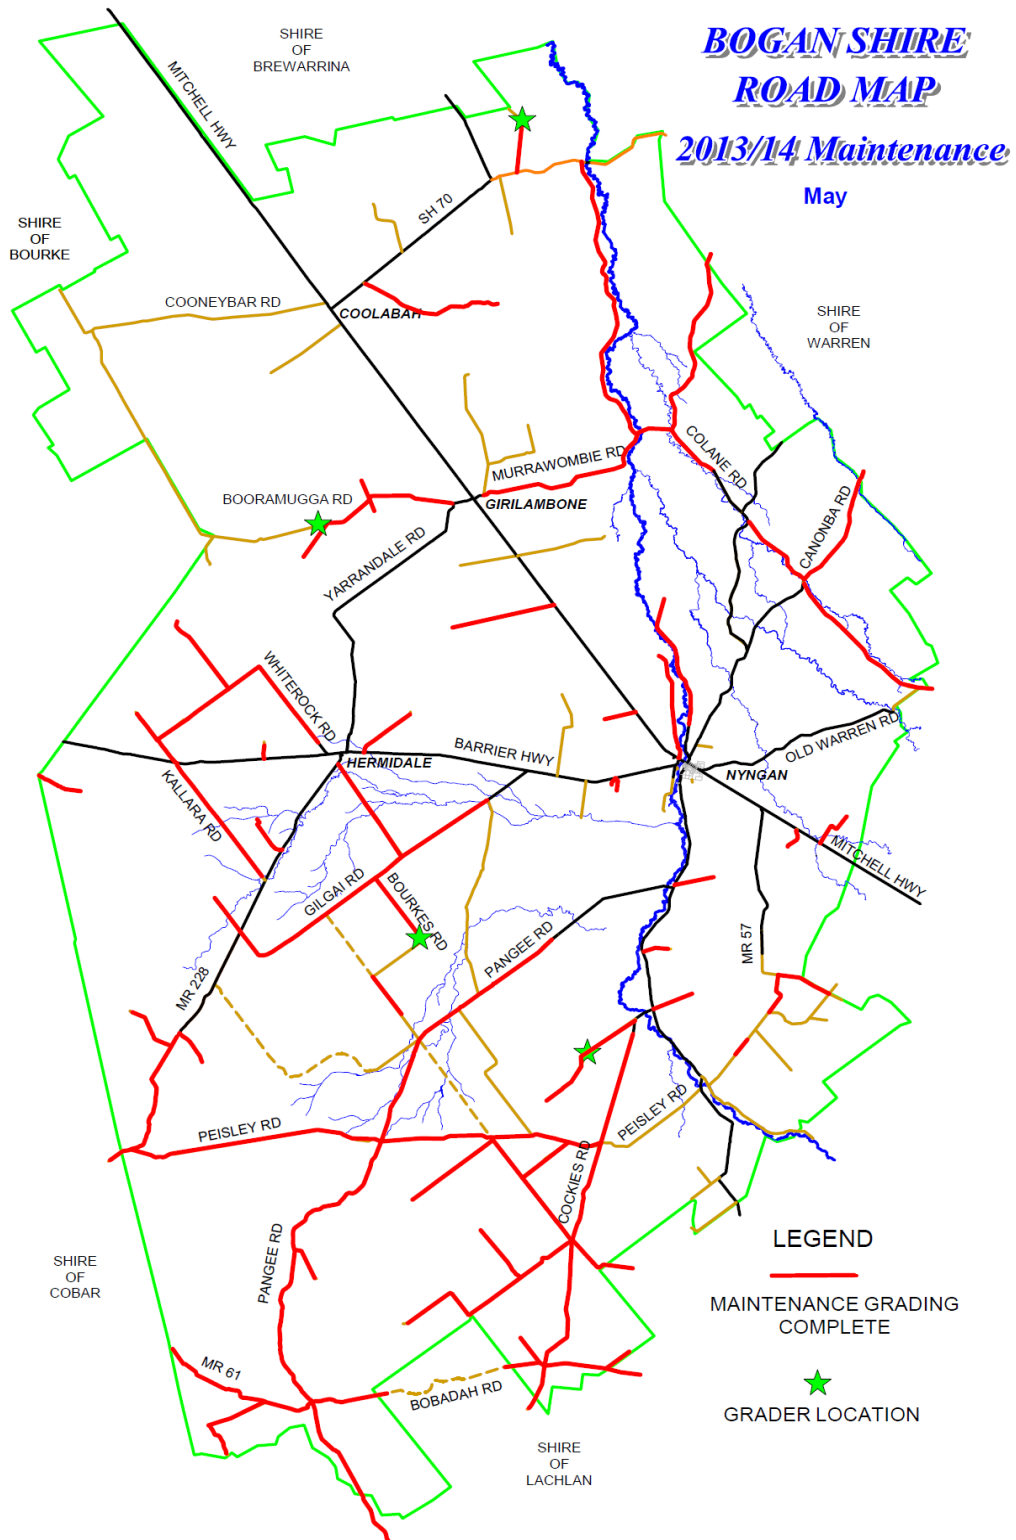 BOGAN SHIRE
ROAD MAP
2013/14 Maintenance
May
SHIRE
OF
BREWARRINA
MITCHELL HWY
SHIRE
OF
BOURKE
SH 70
COONEYBAR RD
COOLABAH
SHIRE
OF
WARREN
MURRAWOMBIE RD
COLANE RD
BOORAMUGGA RD
GIRILAMBONE
CANONBA RD
YARRANDALE RD
WHITEROCK RD
BARRIER HWY
OLD WARREN RD
HERMIDALE
NYNGAN
KALLARA RD
MITCHELL HWY
GILGAI RD
BOURKES RD
PANGEE RD
MR 57
MR 228
PEISLEY RD
PEISLEY RD
COCKIES RD
PANGEE RD
SHIRE
OF
COBAR
MR 61
BOBADAH RD
SHIRE
OF
LACHLAN
LEGEND
MAINTENANCE GRADING
COMPLETE
GRADER LOCATION